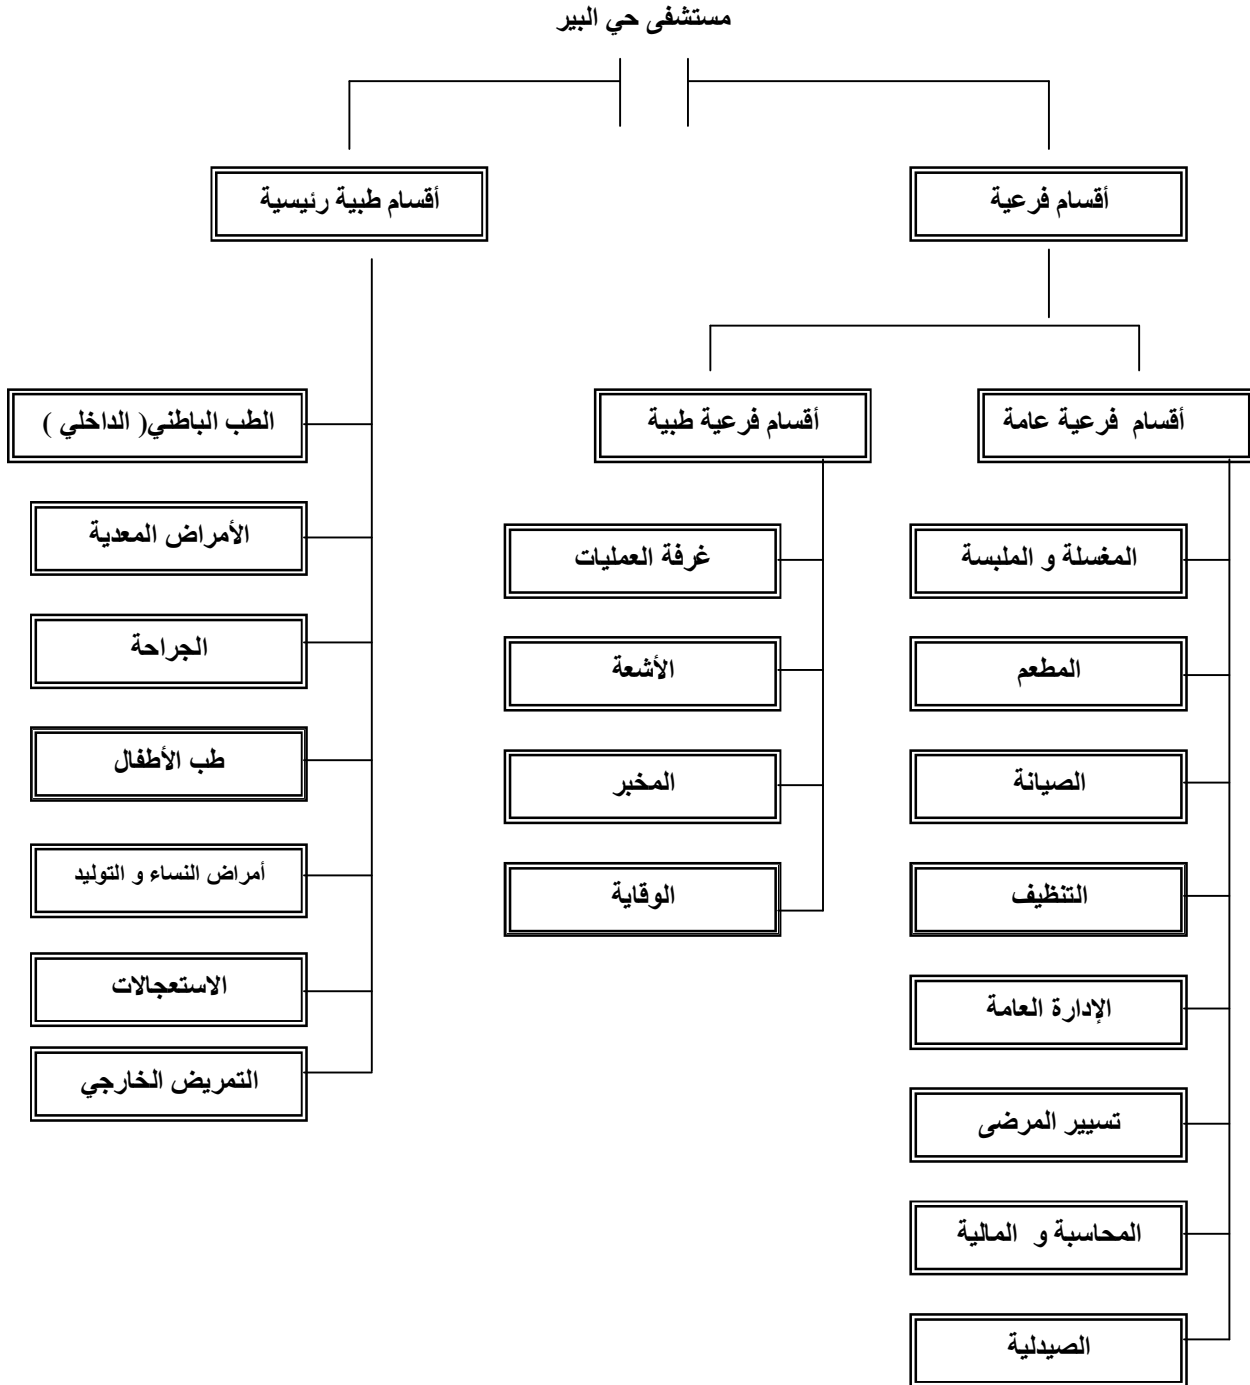 مستشفى حي البير
أقسام فرعية
أقسام طبية رئيسية
أقسام فرعية عامة
أقسام فرعية طبية
الطب الباطني( الداخلي )
المغسلة و الملبسة
غرفة العمليات
الأمراض المعدية
المطعم
الأشعة
الجراحة
الصيانة
المخبر
طب الأطفال
التنظيف
الوقاية
أمراض النساء و التوليد
الإدارة العامة
الاستعجالات
تسيير المرضى
التمريض الخارجي
المحاسبة و المالية
الصيدلية